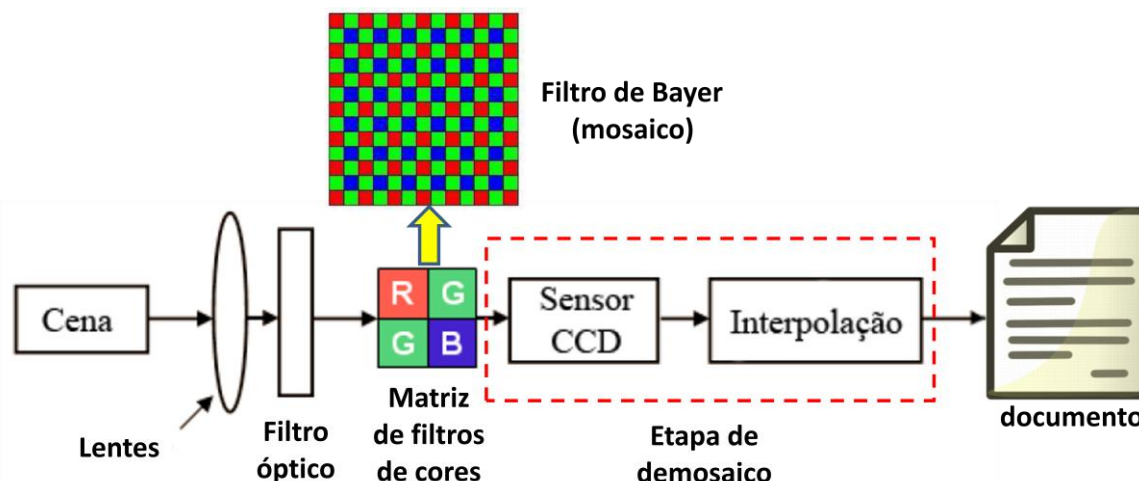 Filtro de Bayer
(mosaico)
Cena
R G
G B
Sensor
CCD
Interpolação
Lentes
Filtro
óptico
Matriz
de filtros
de cores
Etapa de
demosaico
documento